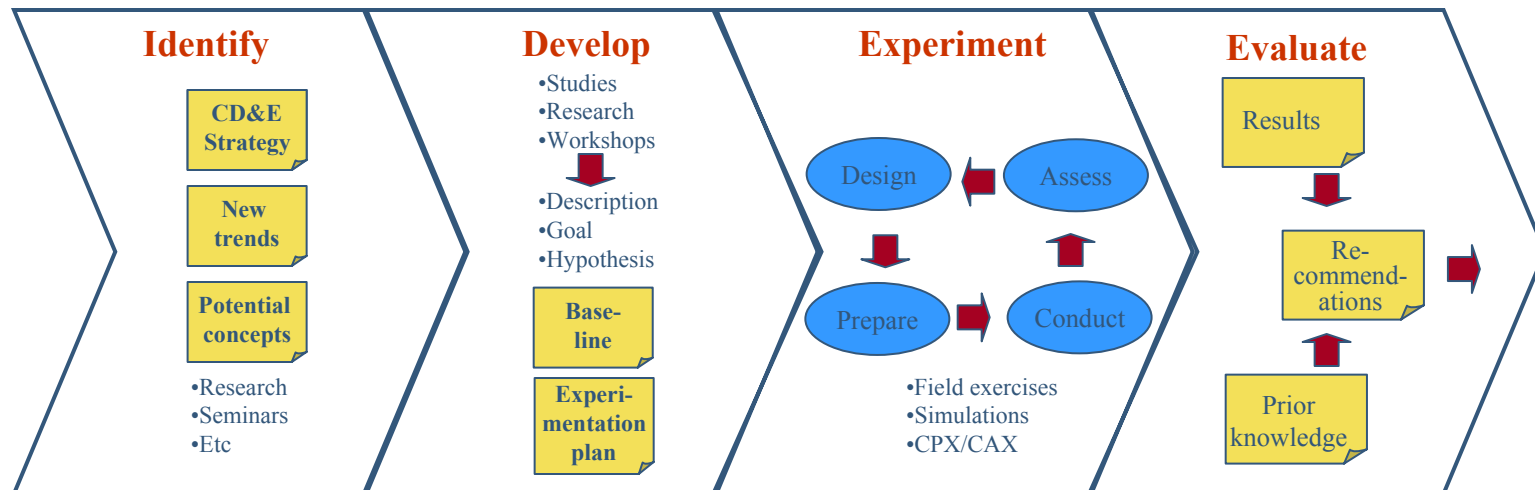 Identify
CD&E
Strategy
New
trends
Potential
concepts
•Research
•Seminars
•Etc
Develop
•Studies
•Research
•Workshops
•Description
•Goal
•Hypothesis
Base-
line
Experi-
mentation
plan
Experiment
Design
Assess
Prepare
Conduct
•Field exercises
•Simulations
•CPX/CAX
Evaluate
Results
Re-
commend-
ations
Prior
knowledge